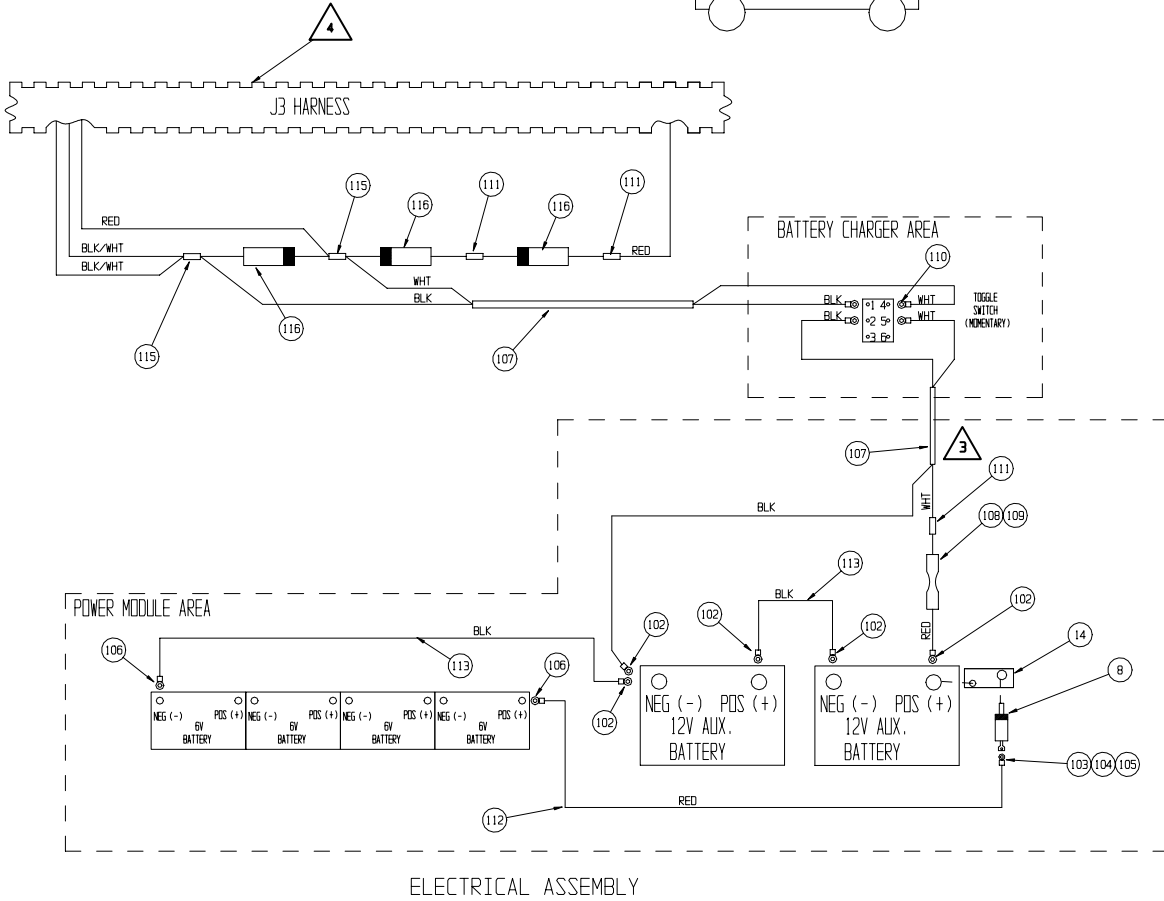 4
J3 HARNESS
115
116
111
116
111
RED
BLK/WHT
BLK/WHT
RED
WHT
BLK
115
116
107
BATTERY CHARGER AREA
110
BLK
1 4
WHT
BLK
2 5
WHT
3 6
TOGGLE
SWITCH
(MOMENTARY)
107
3
111
WHT
BLK
108 109
113
BLK
POWER MODULE AREA
RED
102
102
102
102
14
106
BLK
113
106
102
8
NEG (-) POS (+)
6V
BATTERY
NEG (-) POS (+)
6V
BATTERY
NEG (-) POS (+)
6V
BATTERY
NEG (-) POS (+)
6V
BATTERY
NEG (-) POS (+)
12V AUX.
BATTERY
NEG (-) POS (+)
12V AUX.
BATTERY
103 104 105
112
RED
ELECTRICAL ASSEMBLY